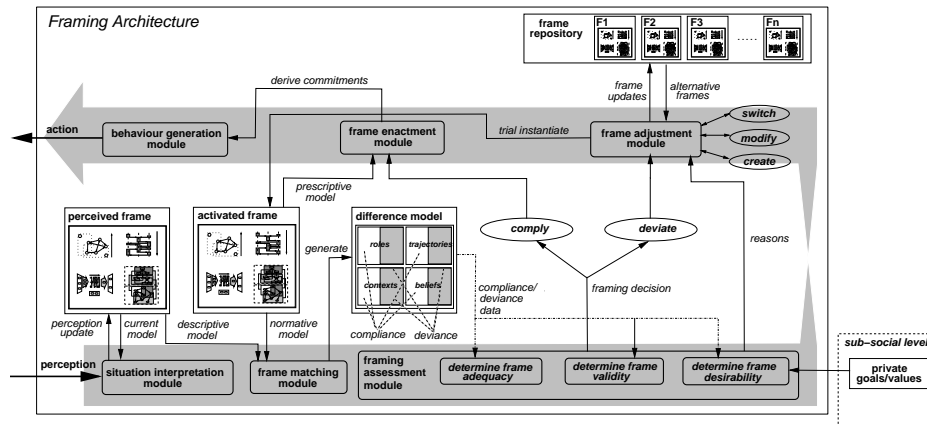 Framing Architecture
frame
repository
F1
F2
F3
.....
Fn
derive commitments
frame
updates
alternative
frames
action
behaviour generation
module
frame enactment
module
trial instantiate
frame adjustment
module
switch
modify
create
prescriptive
model
perceived frame
activated frame
difference model
generate
roles
trajectories
contexts
beliefs
compliance
deviance
comply
deviate
reasons
compliance/
deviance
data
framing decision
perception
update
current
model
descriptive
model
normative
model
perception
situation interpretation
module
frame matching
module
framing
assessment
module
determine frame
adequacy
determine frame
validity
determine frame
desirability
sub–social level
private
goals/values